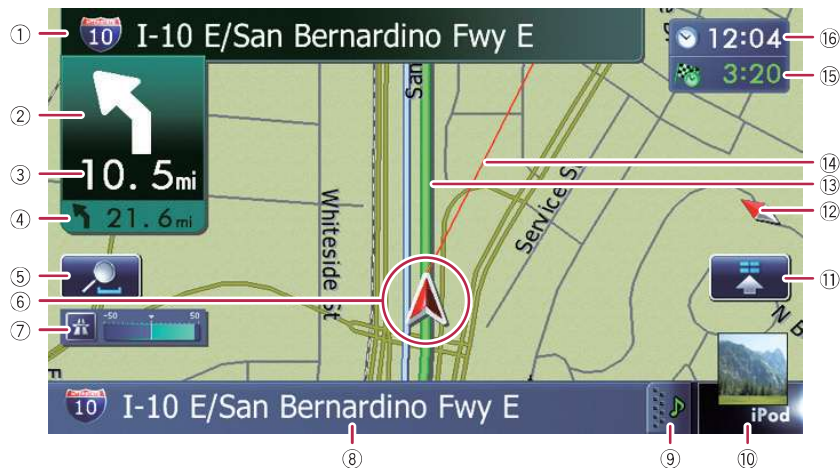 ① I-10 E/San Bernardino Fwy E
10
12:04 ⑯
3:20 ⑮
②
San
③ 10.5mi
④ 21.6mi
⑭
⑬
⑫
Whiteside St
Service S
⑤
⑥
⑦ -50 50
⑪
N B
10 I-10 E/San Bernardino Fwy E
iPod
⑧ ⑨ ⑩